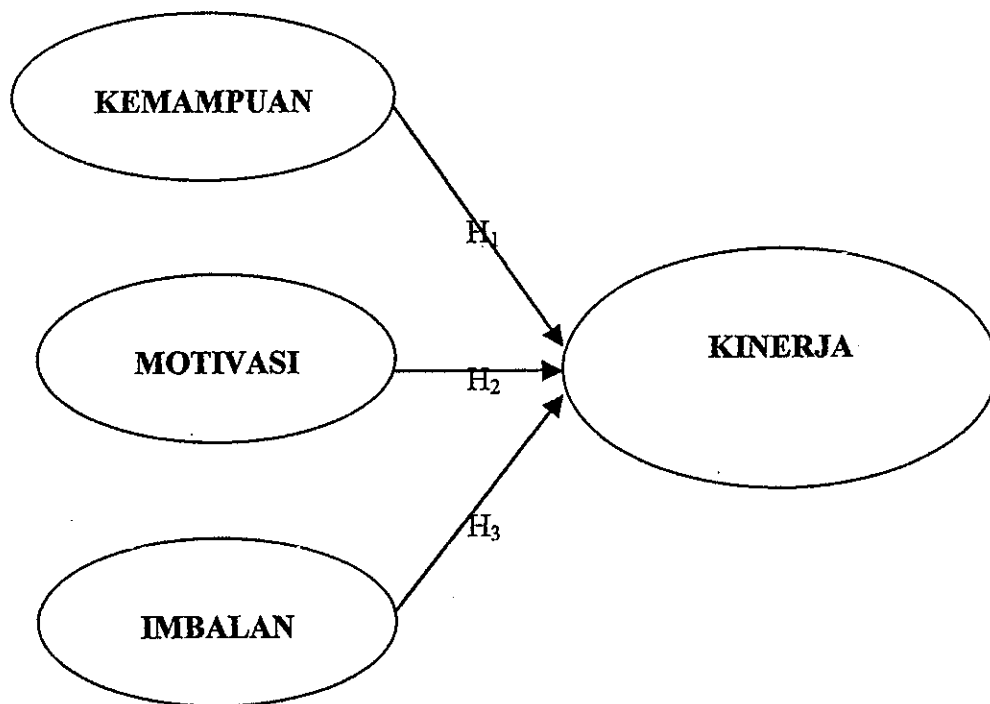 KEMAMPUAN
H₁
MOTIVASI
H₂
KINERJA
IMBALAN
H₃